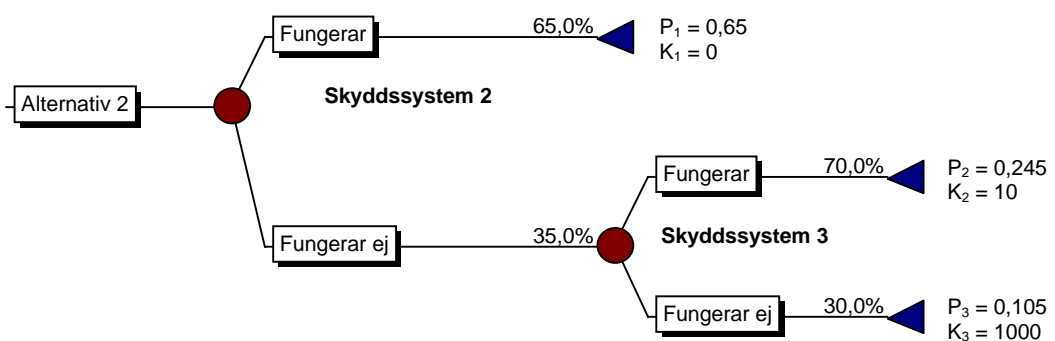 Fungerar
65,0%
P₁ = 0,65
K₁ = 0
Alternativ 2
Skyddssystem 2
Fungerar
70,0%
P₂ = 0,245
K₂ = 10
Fungerar ej
35,0%
Skyddssystem 3
Fungerar ej
30,0%
P₃ = 0,105
K₃ = 1000